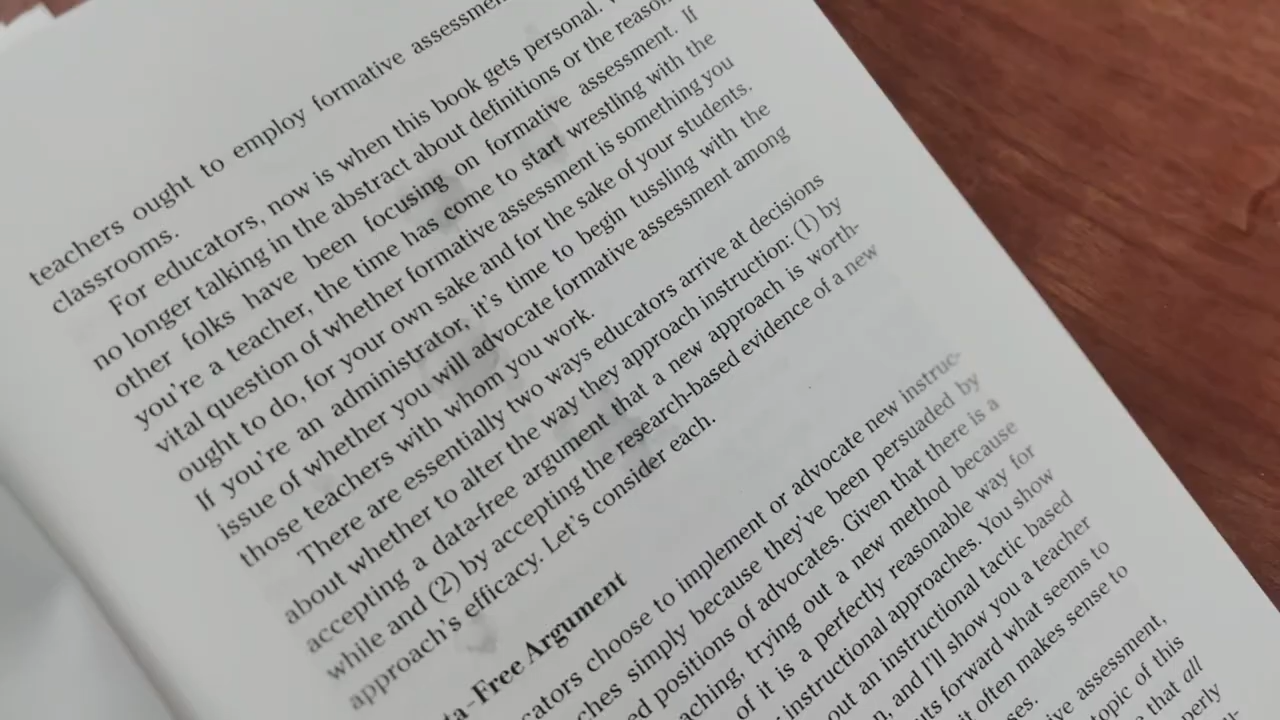 teachers ought to employ formative assessment
classrooms.
For educators, now is when this book gets personal.
no longer talking in the abstract about definitions or the reason
other folks have been focusing on formative assessment. If
you're a teacher, the time has come to start wrestling with the
vital question of whether formative assessment is something you
ought to do, for your own sake and for the sake of your students.
If you're an administrator, it's time to begin tussling with the
issue of whether you will advocate formative assessment among
those teachers with whom you work.
There are essentially two ways educators arrive at decisions
about whether to alter the way they approach instruction: (1) by
accepting a data-free argument that a new approach is worth-
while and (2) by accepting the research-based evidence of a new
approach's efficacy. Let's consider each.
-Free Argument
choose to implement or advocate new instruc-
simply because they've been persuaded by
positions of advocates. Given that there is a
trying out a new method because
of it is a perfectly reasonable way for
instructional approaches. You show
out an instructional tactic based
and I'll show you a teacher
forward what seems to
it often makes sense to
assessment,
topic of this
that all